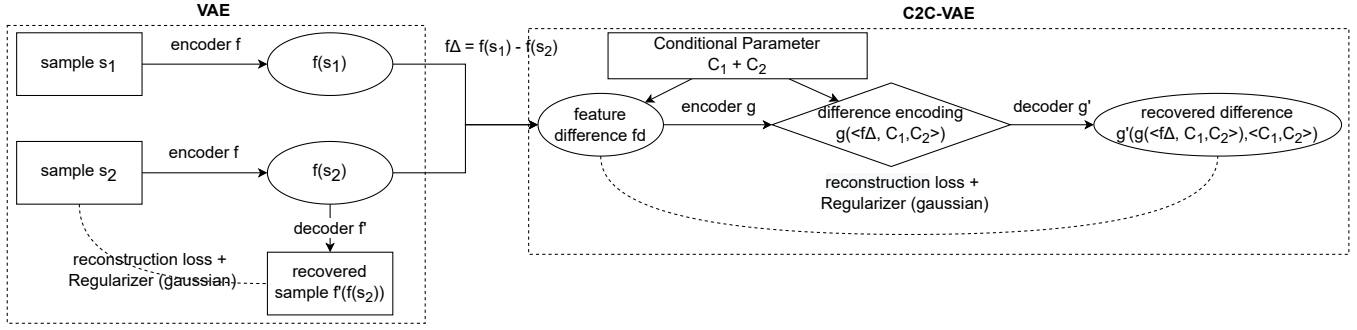 VAE
sample s1
encoder f
f(s1)
sample s2
encoder f
f(s2)
decoder f'
reconstruction loss +
Regularizer (gaussian)
recovered
sample f'(f(s2))
fΔ = f(s1) - f(s2)
C2C-VAE
Conditional Parameter
C1 + C2
feature
difference fd
encoder g
difference encoding
g(<fΔ, C1,C2>)
decoder g'
recovered difference
g'(g(<fΔ, C1,C2>),<C1,C2>)
reconstruction loss +
Regularizer (gaussian)